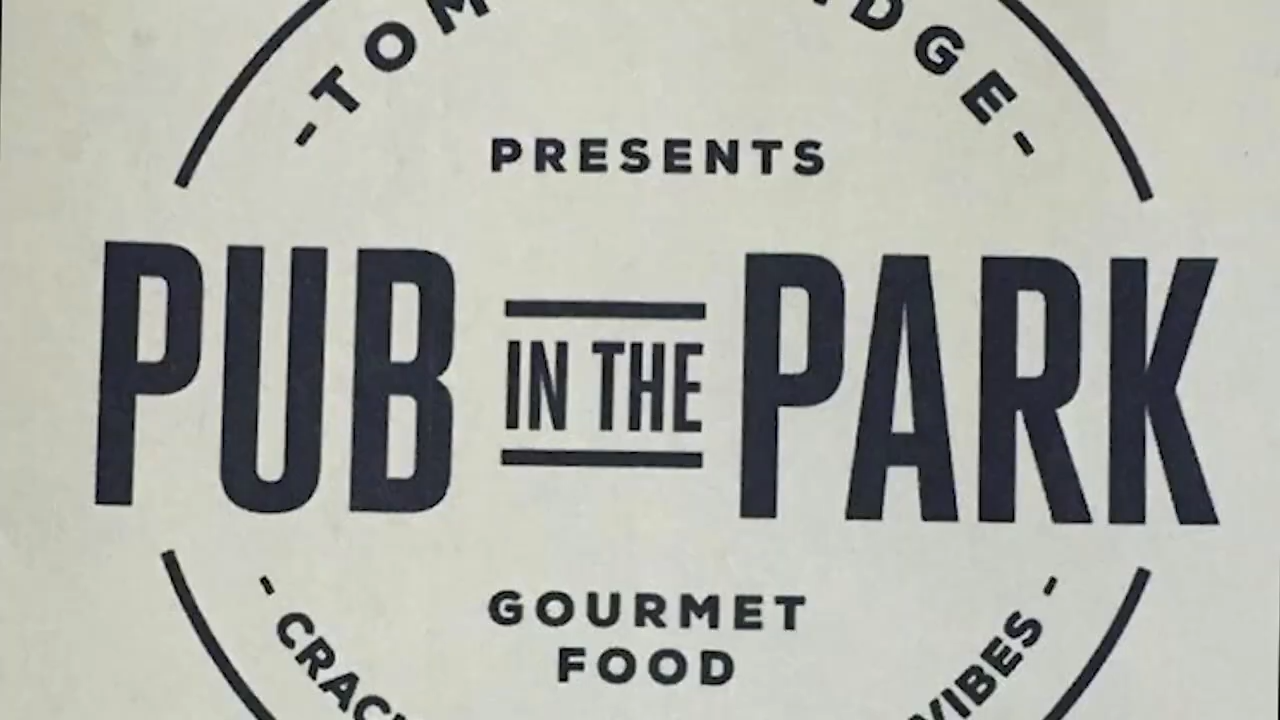 - TOM
PRESENTS
PUB IN THE PARK
GOURMET
FOOD
VIBES -